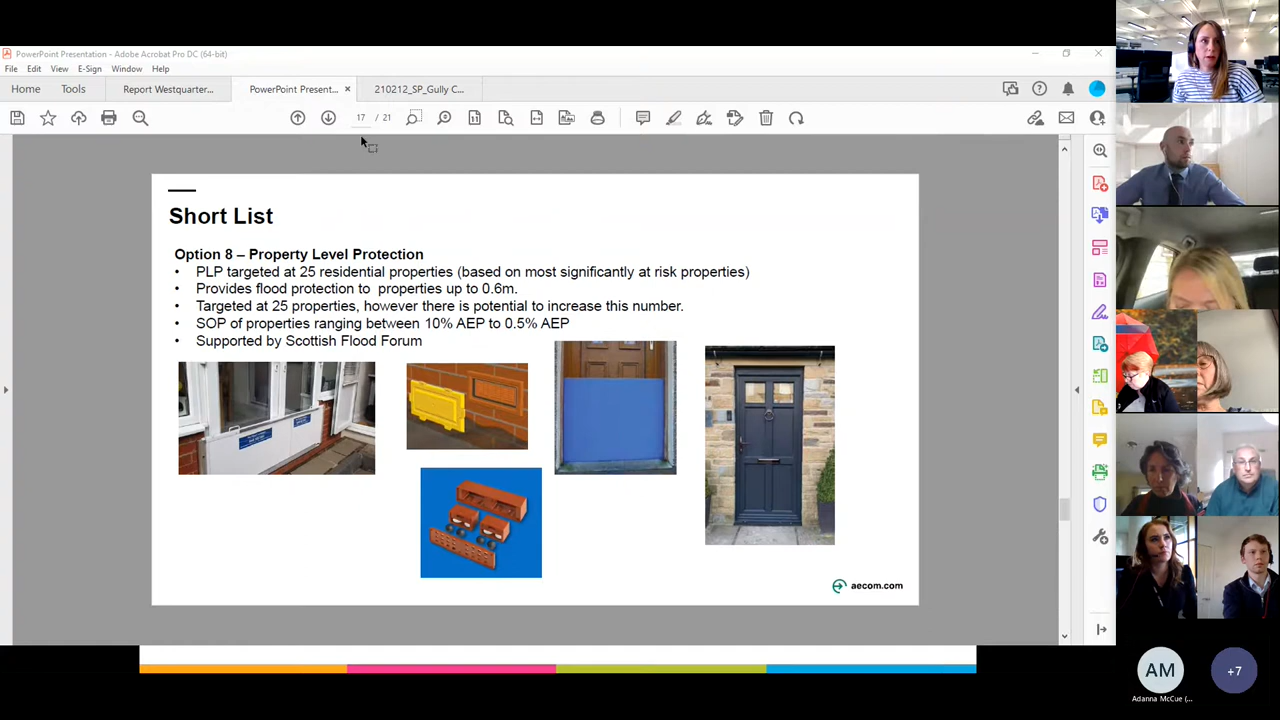 PowerPoint Presentation - Adobe Acrobat Pro DC (64-bit)
File Edit View E-Sign Window Help
Home Tools Report Westquarter... PowerPoint Present... × 210212_SP_Gully C...
17 / 21
Short List
Option 8 – Property Level Protection
• PLP targeted at 25 residential properties (based on most significantly at risk properties)
• Provides flood protection to properties up to 0.6m.
• Targeted at 25 properties, however there is potential to increase this number.
• SOP of properties ranging between 10% AEP to 0.5% AEP
• Supported by Scottish Flood Forum
aecom.com
AM
+7
Adanna McCue (...